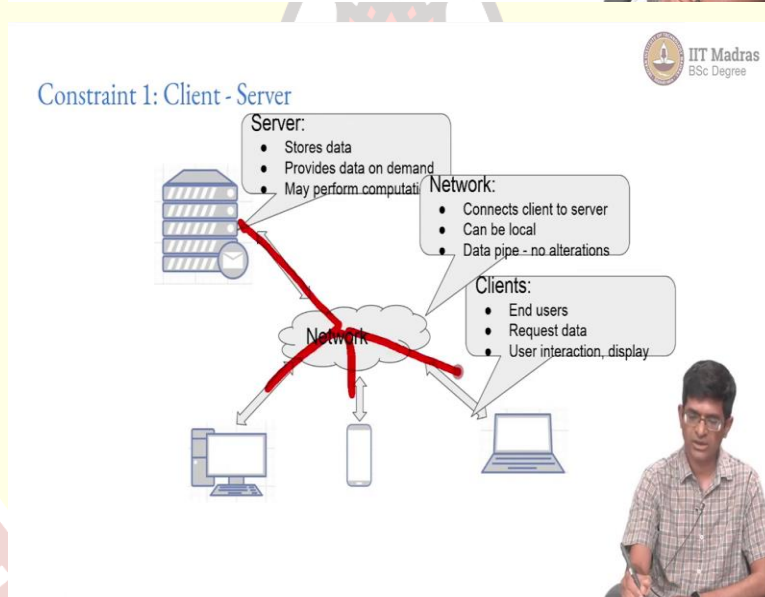 IIT Madras
BSc Degree
Constraint 1: Client - Server
Server:
● Stores data
● Provides data on demand
● May perform computati
Network:
● Connects client to server
● Can be local
● Data pipe - no alterations
Clients:
● End users
● Request data
● User interaction, display
Network